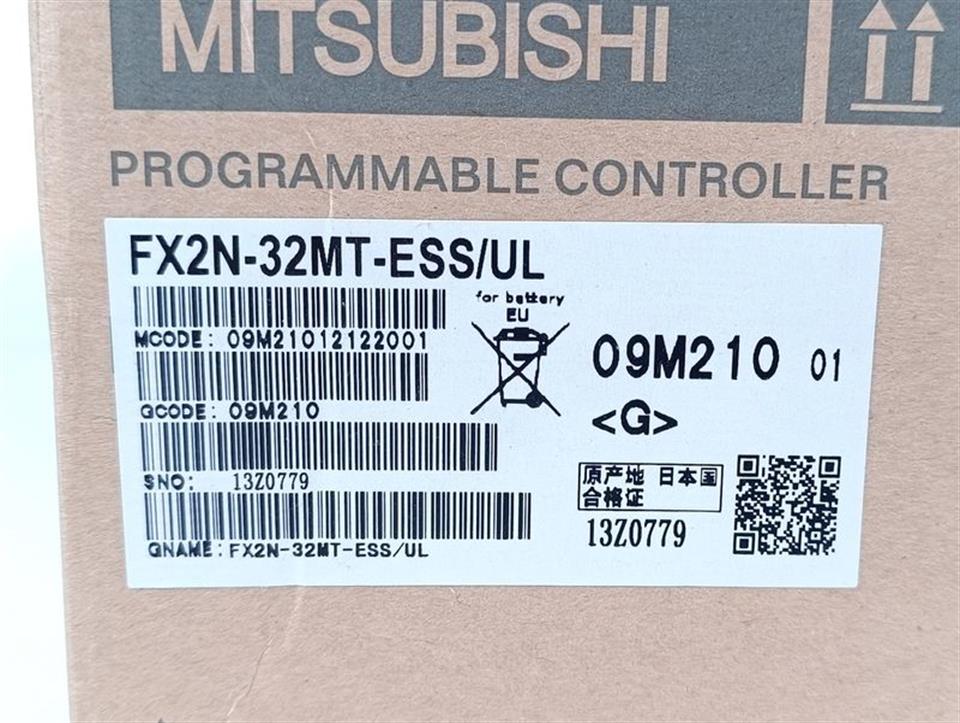 MITSUBISHI
PROGRAMMABLE CONTROLLER
FX2N-32MT-ESS/UL
for battery
EU
MCODE: 09M21012122001
GCODE: 09M210
SNO: 13Z0779
GNAME: FX2N-32MT-ESS/UL
09M210 01
<G>
原产地 日本国
合格证
13Z0779